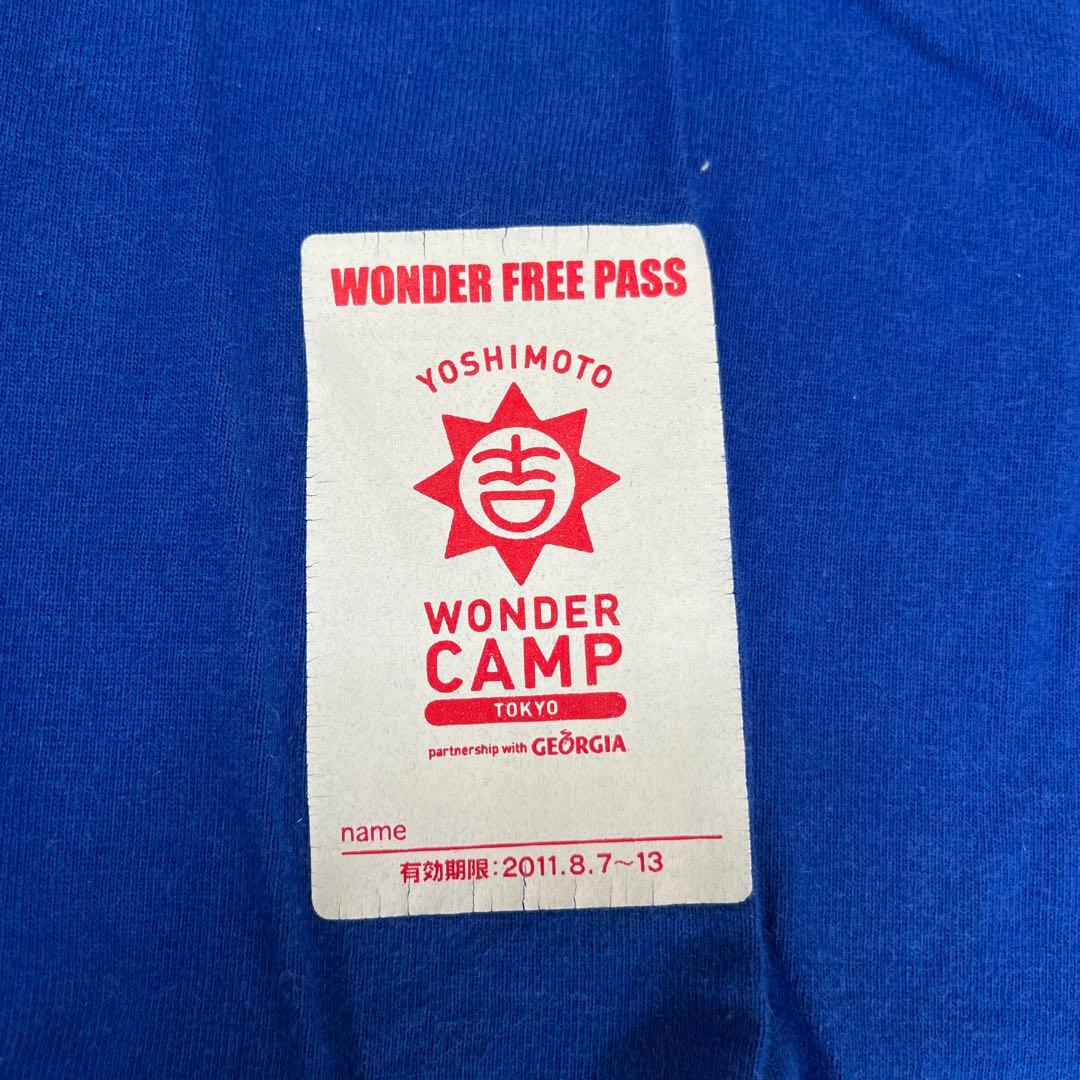 WONDER FREE PASS
YOSHIMOTO
WONDER
CAMP
TOKYO
partnership with GEORGIA
name
有効期限:2011.8.7〜13